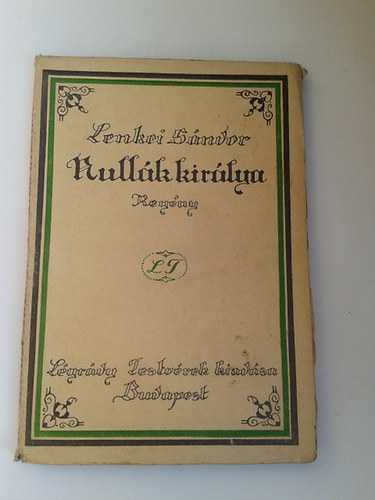 Lenkei Sándor
Nullák királya
Regény
LT
Légrády Testvérek kiadása
Budapest